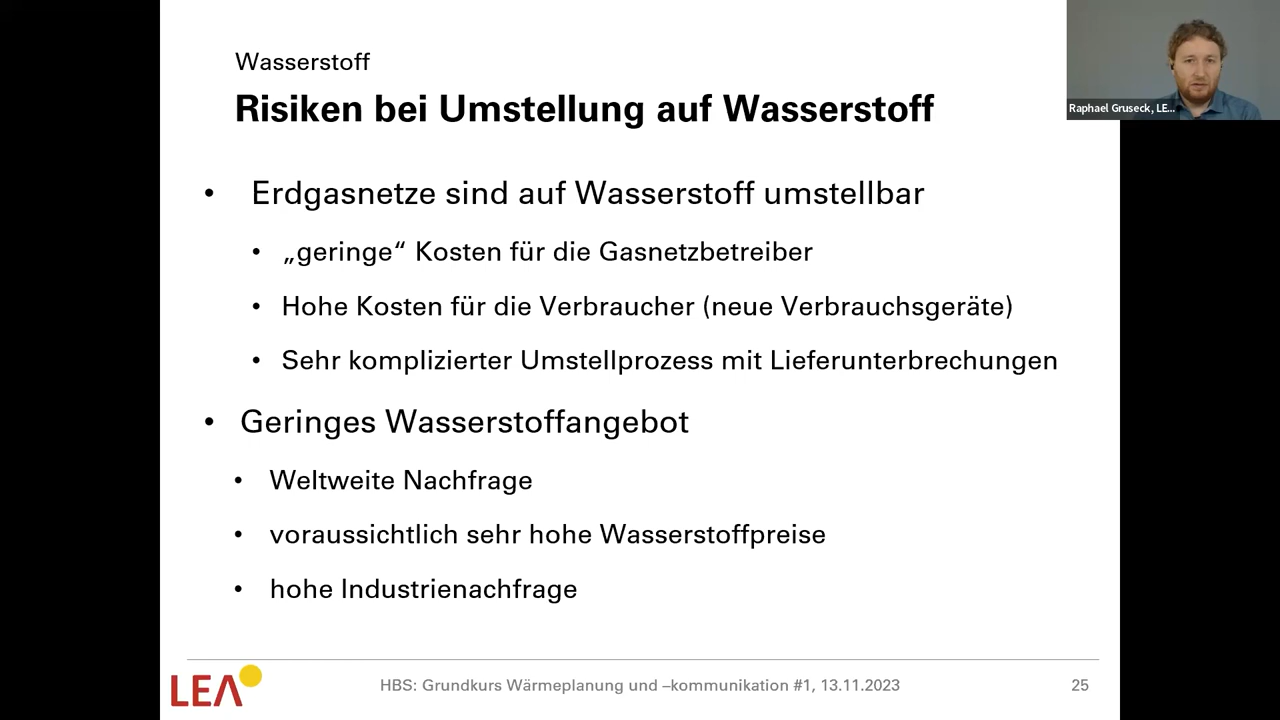 Wasserstoff
Risiken bei Umstellung auf Wasserstoff
Raphael Gruseck, LE...
• Erdgasnetze sind auf Wasserstoff umstellbar
• „geringe“ Kosten für die Gasnetzbetreiber
• Hohe Kosten für die Verbraucher (neue Verbrauchsgeräte)
• Sehr komplizierter Umstellprozess mit Lieferunterbrechungen
• Geringes Wasserstoffangebot
• Weltweite Nachfrage
• voraussichtlich sehr hohe Wasserstoffpreise
• hohe Industrienachfrage
LEA
HBS: Grundkurs Wärmeplanung und –kommunikation #1, 13.11.2023
25